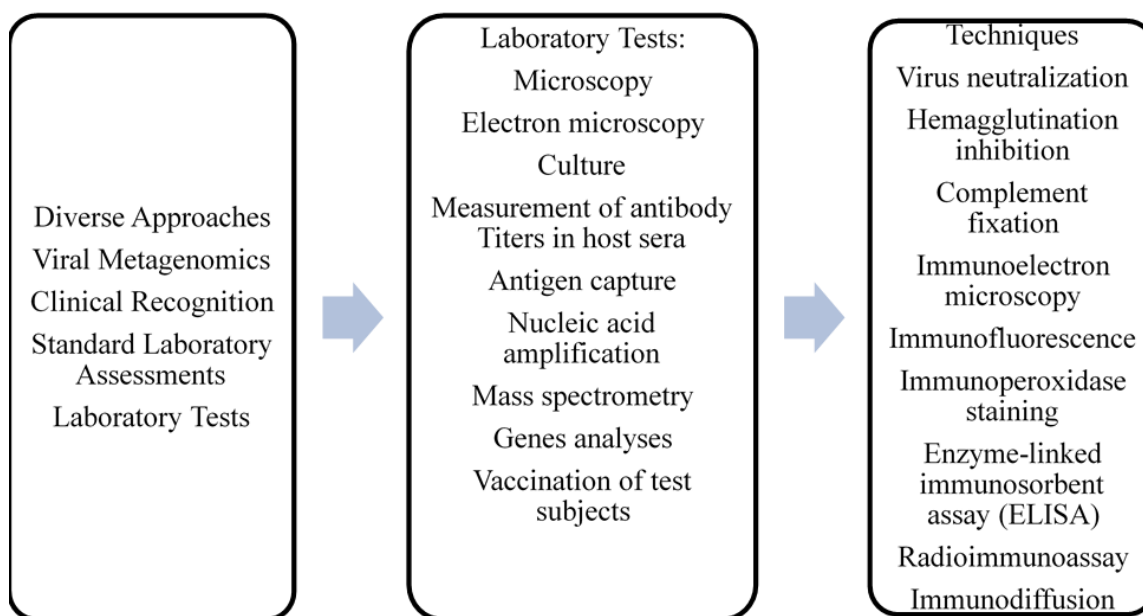 Diverse Approaches
Viral Metagenomics
Clinical Recognition
Standard Laboratory
Assessments
Laboratory Tests
Laboratory Tests:
Microscopy
Electron microscopy
Culture
Measurement of antibody
Titers in host sera
Antigen capture
Nucleic acid
amplification
Mass spectrometry
Genes analyses
Vaccination of test
subjects
Techniques
Virus neutralization
Hemagglutination
inhibition
Complement
fixation
Immunoelectron
microscopy
Immunofluorescence
Immunoperoxidase
staining
Enzyme-linked
immunosorbent
assay (ELISA)
Radioimmunoassay
Immunodiffusion